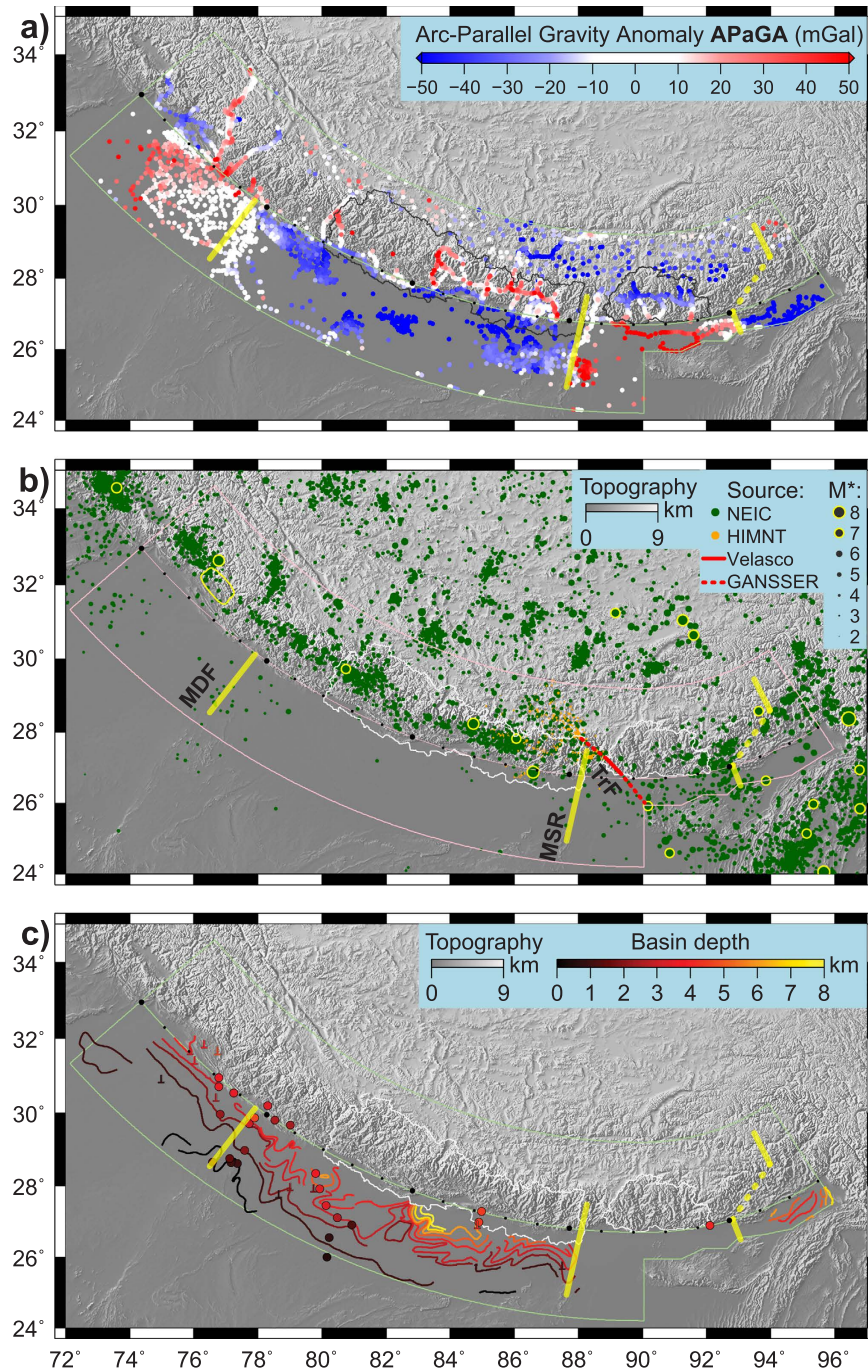 a)
Arc-Parallel Gravity Anomaly APaGA (mGal)
−50 −40 −30 −20 −10 0 10 20 30 40 50
34°
32°
30°
28°
26°
24°
b)
Topography
km
0 9
Source:
NEIC
HIMNT
Velasco
GANSSER
M*:
8
7
6
5
4
3
2
34°
32°
30°
28°
26°
24°
MDF
MSR
TrF
c)
Topography
km
0 9
Basin depth
km
0 1 2 3 4 5 6 7 8
34°
32°
30°
28°
26°
24°
72° 74° 76° 78° 80° 82° 84° 86° 88° 90° 92° 94° 96°